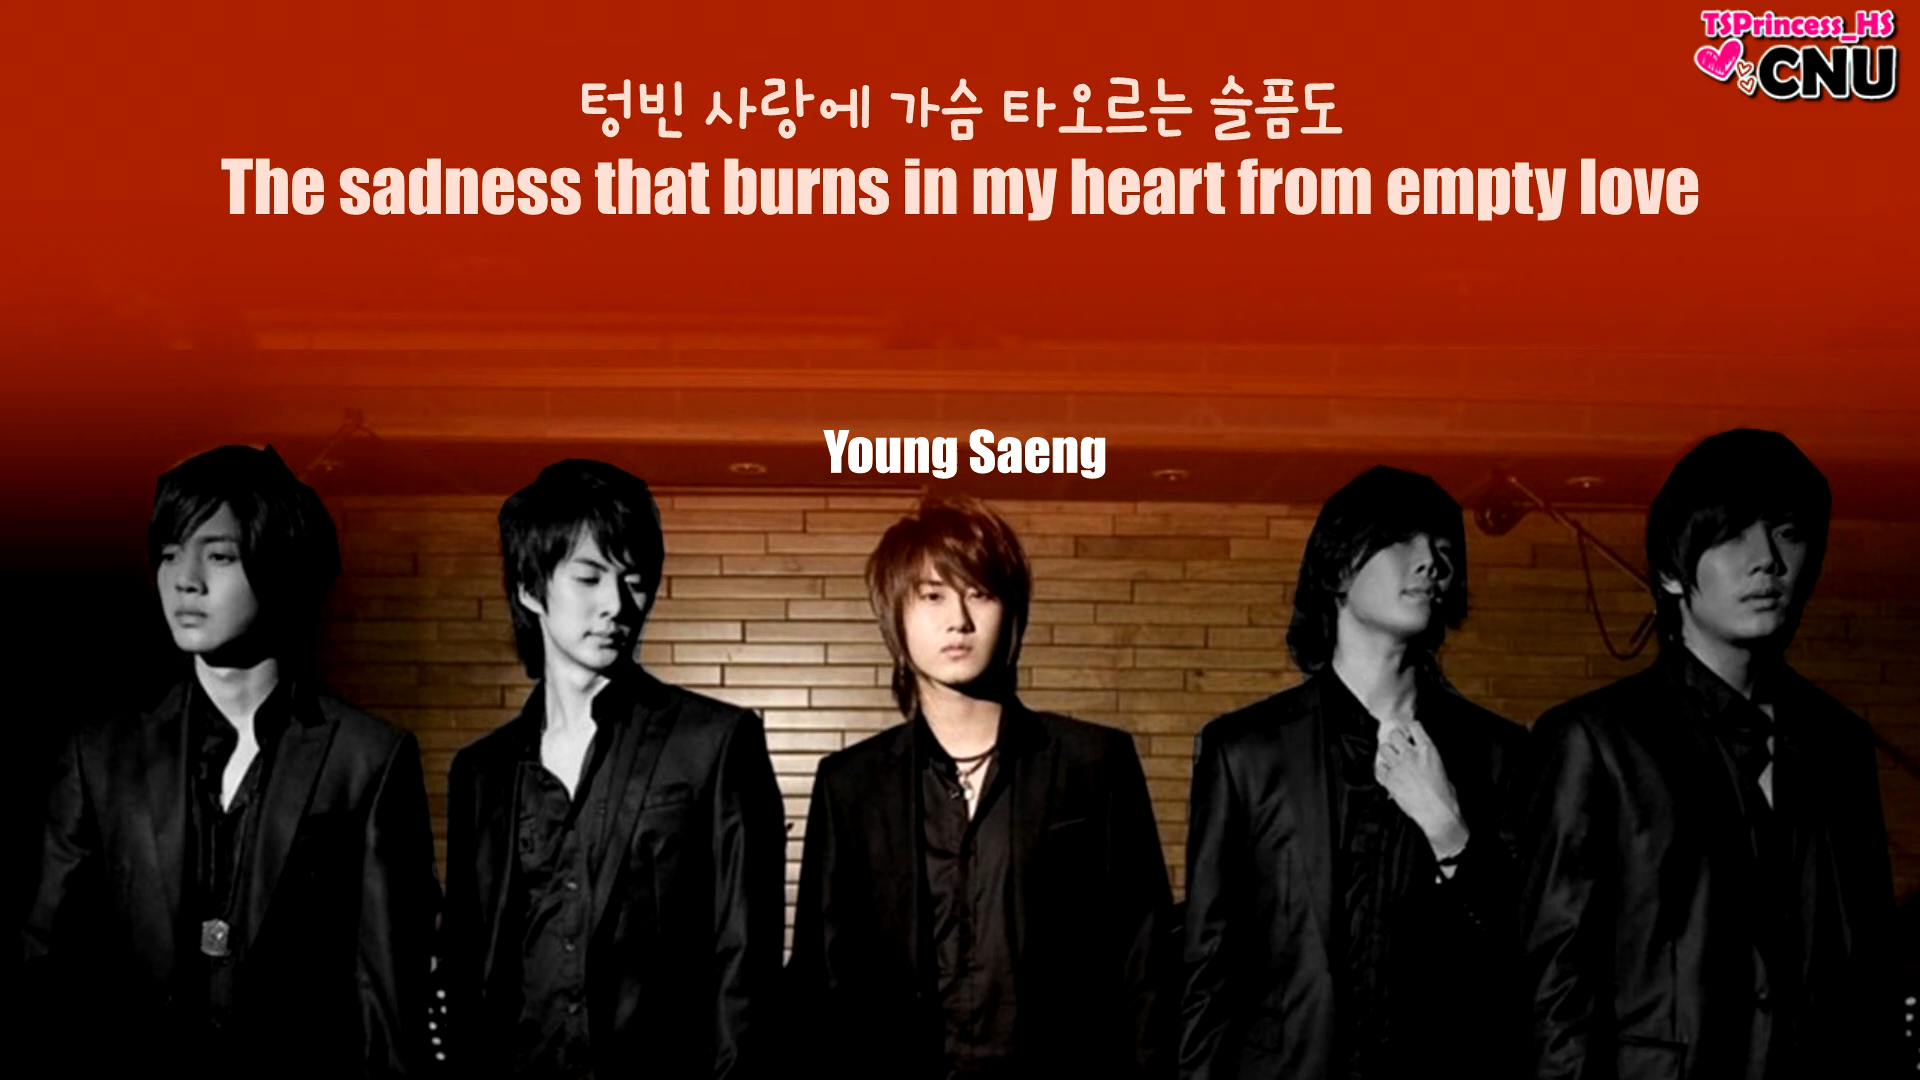 TSPrincess_HS
CNU
텅빈 사랑에 가슴 타오르는 슬픔도
The sadness that burns in my heart from empty love
Young Saeng